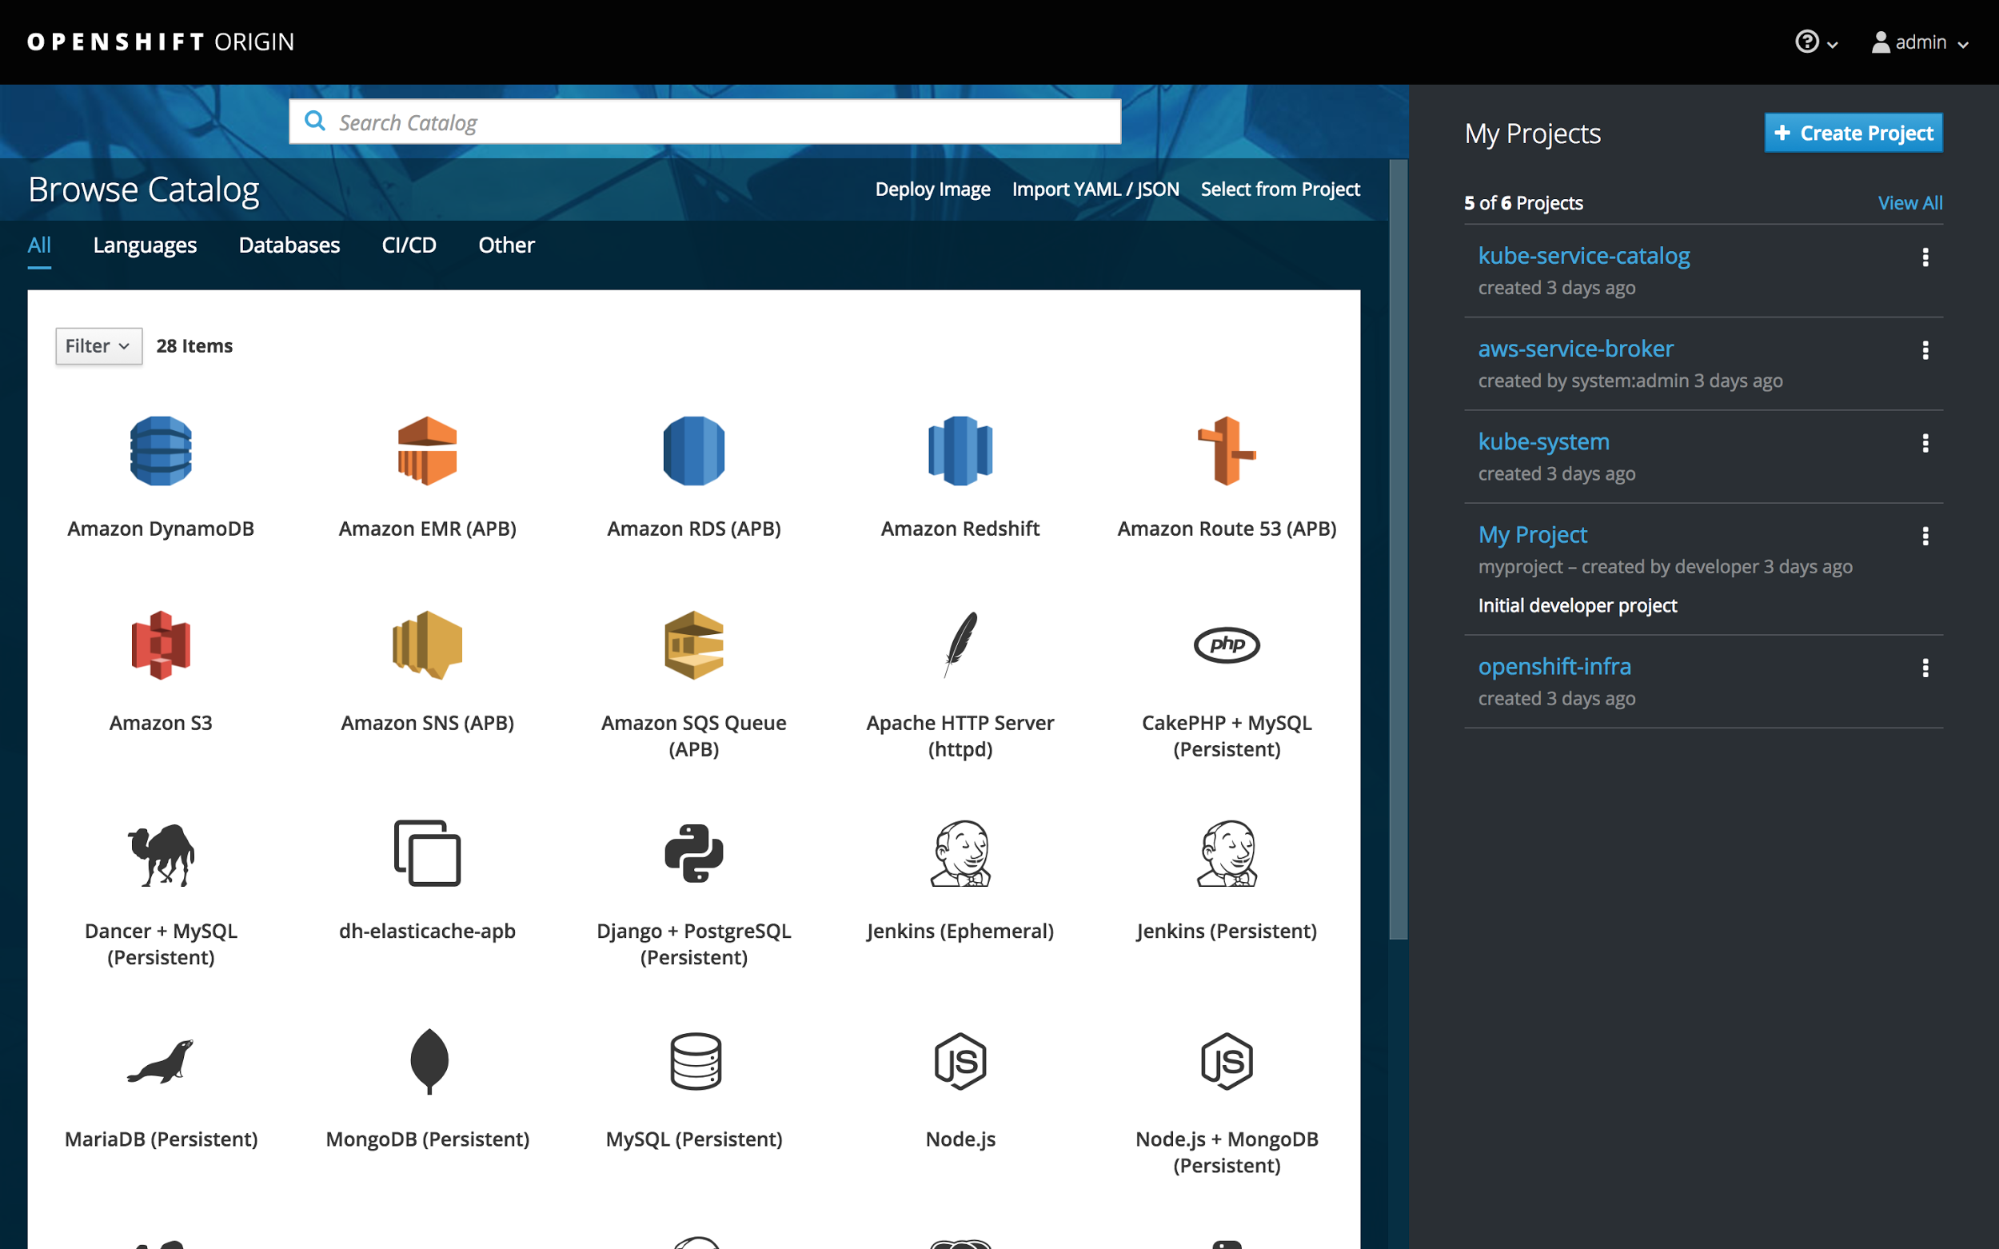 OPENSHIFT ORIGIN
admin
Search Catalog
Browse Catalog
Deploy Image
Import YAML / JSON
Select from Project
All
Languages
Databases
CI/CD
Other
Filter
28 Items
Amazon DynamoDB
Amazon EMR (APB)
Amazon RDS (APB)
Amazon Redshift
Amazon Route 53 (APB)
Amazon S3
Amazon SNS (APB)
Amazon SQS Queue
(APB)
Apache HTTP Server
(httpd)
php
CakePHP + MySQL
(Persistent)
Dancer + MySQL
(Persistent)
dh-elasticache-apb
Django + PostgreSQL
(Persistent)
Jenkins (Ephemeral)
Jenkins (Persistent)
MariaDB (Persistent)
MongoDB (Persistent)
MySQL (Persistent)
JS
Node.js
JS
Node.js + MongoDB
(Persistent)
My Projects
+ Create Project
5 of 6 Projects
View All
kube-service-catalog
created 3 days ago
aws-service-broker
created by system:admin 3 days ago
kube-system
created 3 days ago
My Project
myproject – created by developer 3 days ago
Initial developer project
openshift-infra
created 3 days ago